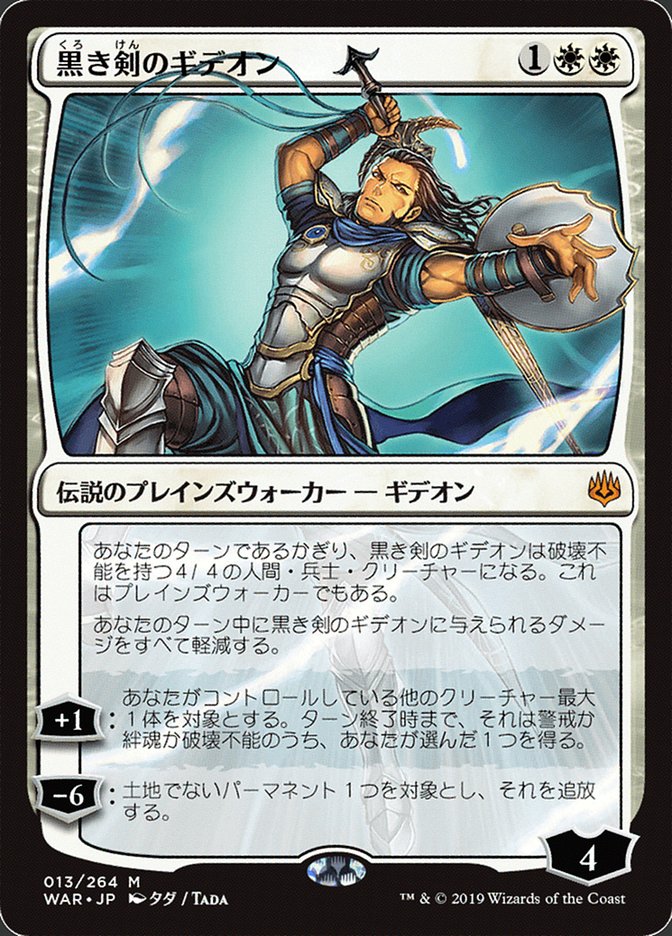 くろ けん
黒き剣のギデオン
1
伝説のプレインズウォーカー — ギデオン
あなたのターンであるかぎり、黒き剣のギデオンは破壊不
能を持つ4/4の人間・兵士・クリーチャーになる。これ
はプレインズウォーカーでもある。
あなたのターン中に黒き剣のギデオンに与えられるダメー
ジをすべて軽減する。
あなたがコントロールしている他のクリーチャー最大
+1:１体を対象とする。ターン終了時まで、それは警戒か
絆魂か破壊不能のうち、あなたが選んだ１つを得る。
-6:土地でないパーマネント１つを対象とし、それを追放
する。
4
013/264 M
WAR・JP タダ / TADA
™ & © 2019 Wizards of the Coast